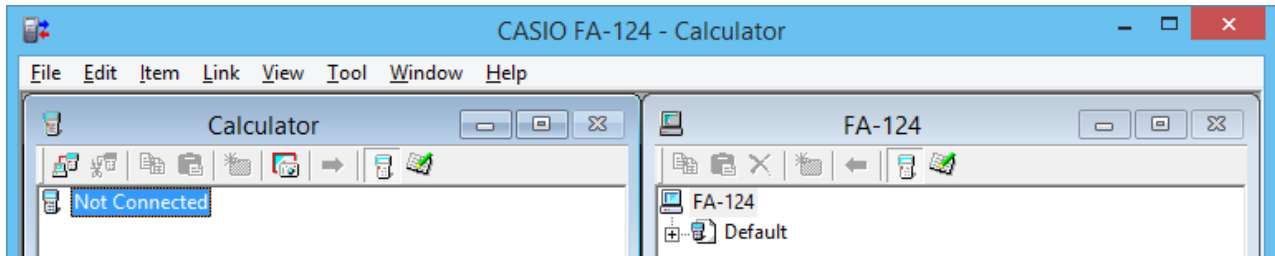 CASIO FA-124 - Calculator
File Edit Item Link View Tool Window Help
Calculator
FA-124
Not Connected
FA-124
Default